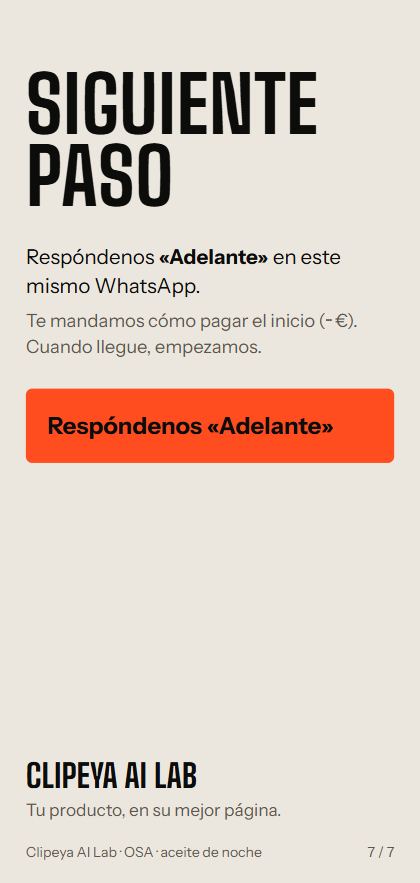 SIGUIENTE
PASO
Respóndenos «Adelante» en este
mismo WhatsApp.
Te mandamos cómo pagar el inicio (- €).
Cuando llegue, empezamos.
Respóndenos «Adelante»
CLIPEYA AI LAB
Tu producto, en su mejor página.
Clipeya AI Lab · OSA · aceite de noche
7 / 7